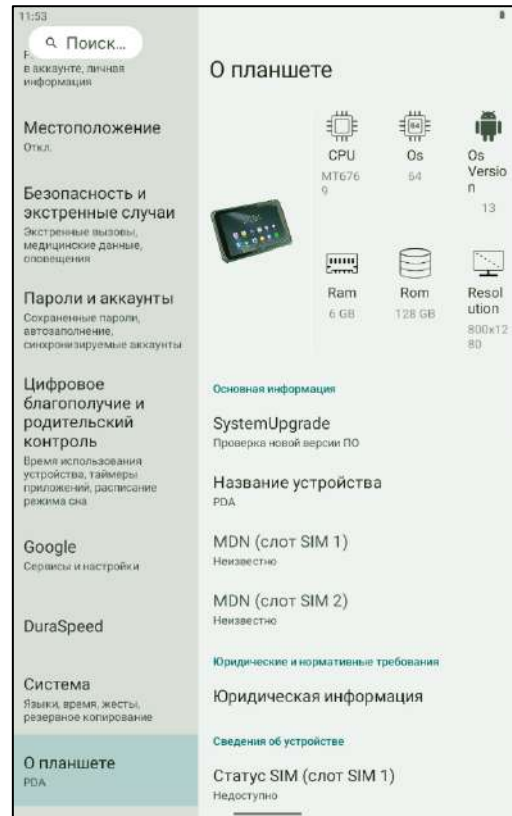 11:53
Поиск...
в аккаунте, личная
информация
Местоположение
Откл.
Безопасность и
экстренные случаи
Экстренные вызовы,
медицинские данные,
оповещения
Пароли и аккаунты
Сохраненные пароли,
автозаполнение,
синхронизируемые аккаунты
Цифровое
благополучие и
родительский
контроль
Время использования
устройства, таймеры
приложений, расписание
режима сна
Google
Сервисы и настройки
DuraSpeed
Система
Языки, время, жесты,
резервное копирование
О планшете
PDA
О планшете
CPU
MT676
9
64
Os
64
Os
Versio
n
13
Ram
6 GB
Rom
128 GB
Resol
ution
800x12
80
Основная информация
SystemUpgrade
Проверка новой версии ПО
Название устройства
PDA
MDN (слот SIM 1)
Неизвестно
MDN (слот SIM 2)
Неизвестно
Юридические и нормативные требования
Юридическая информация
Сведения об устройстве
Статус SIM (слот SIM 1)
Недоступно